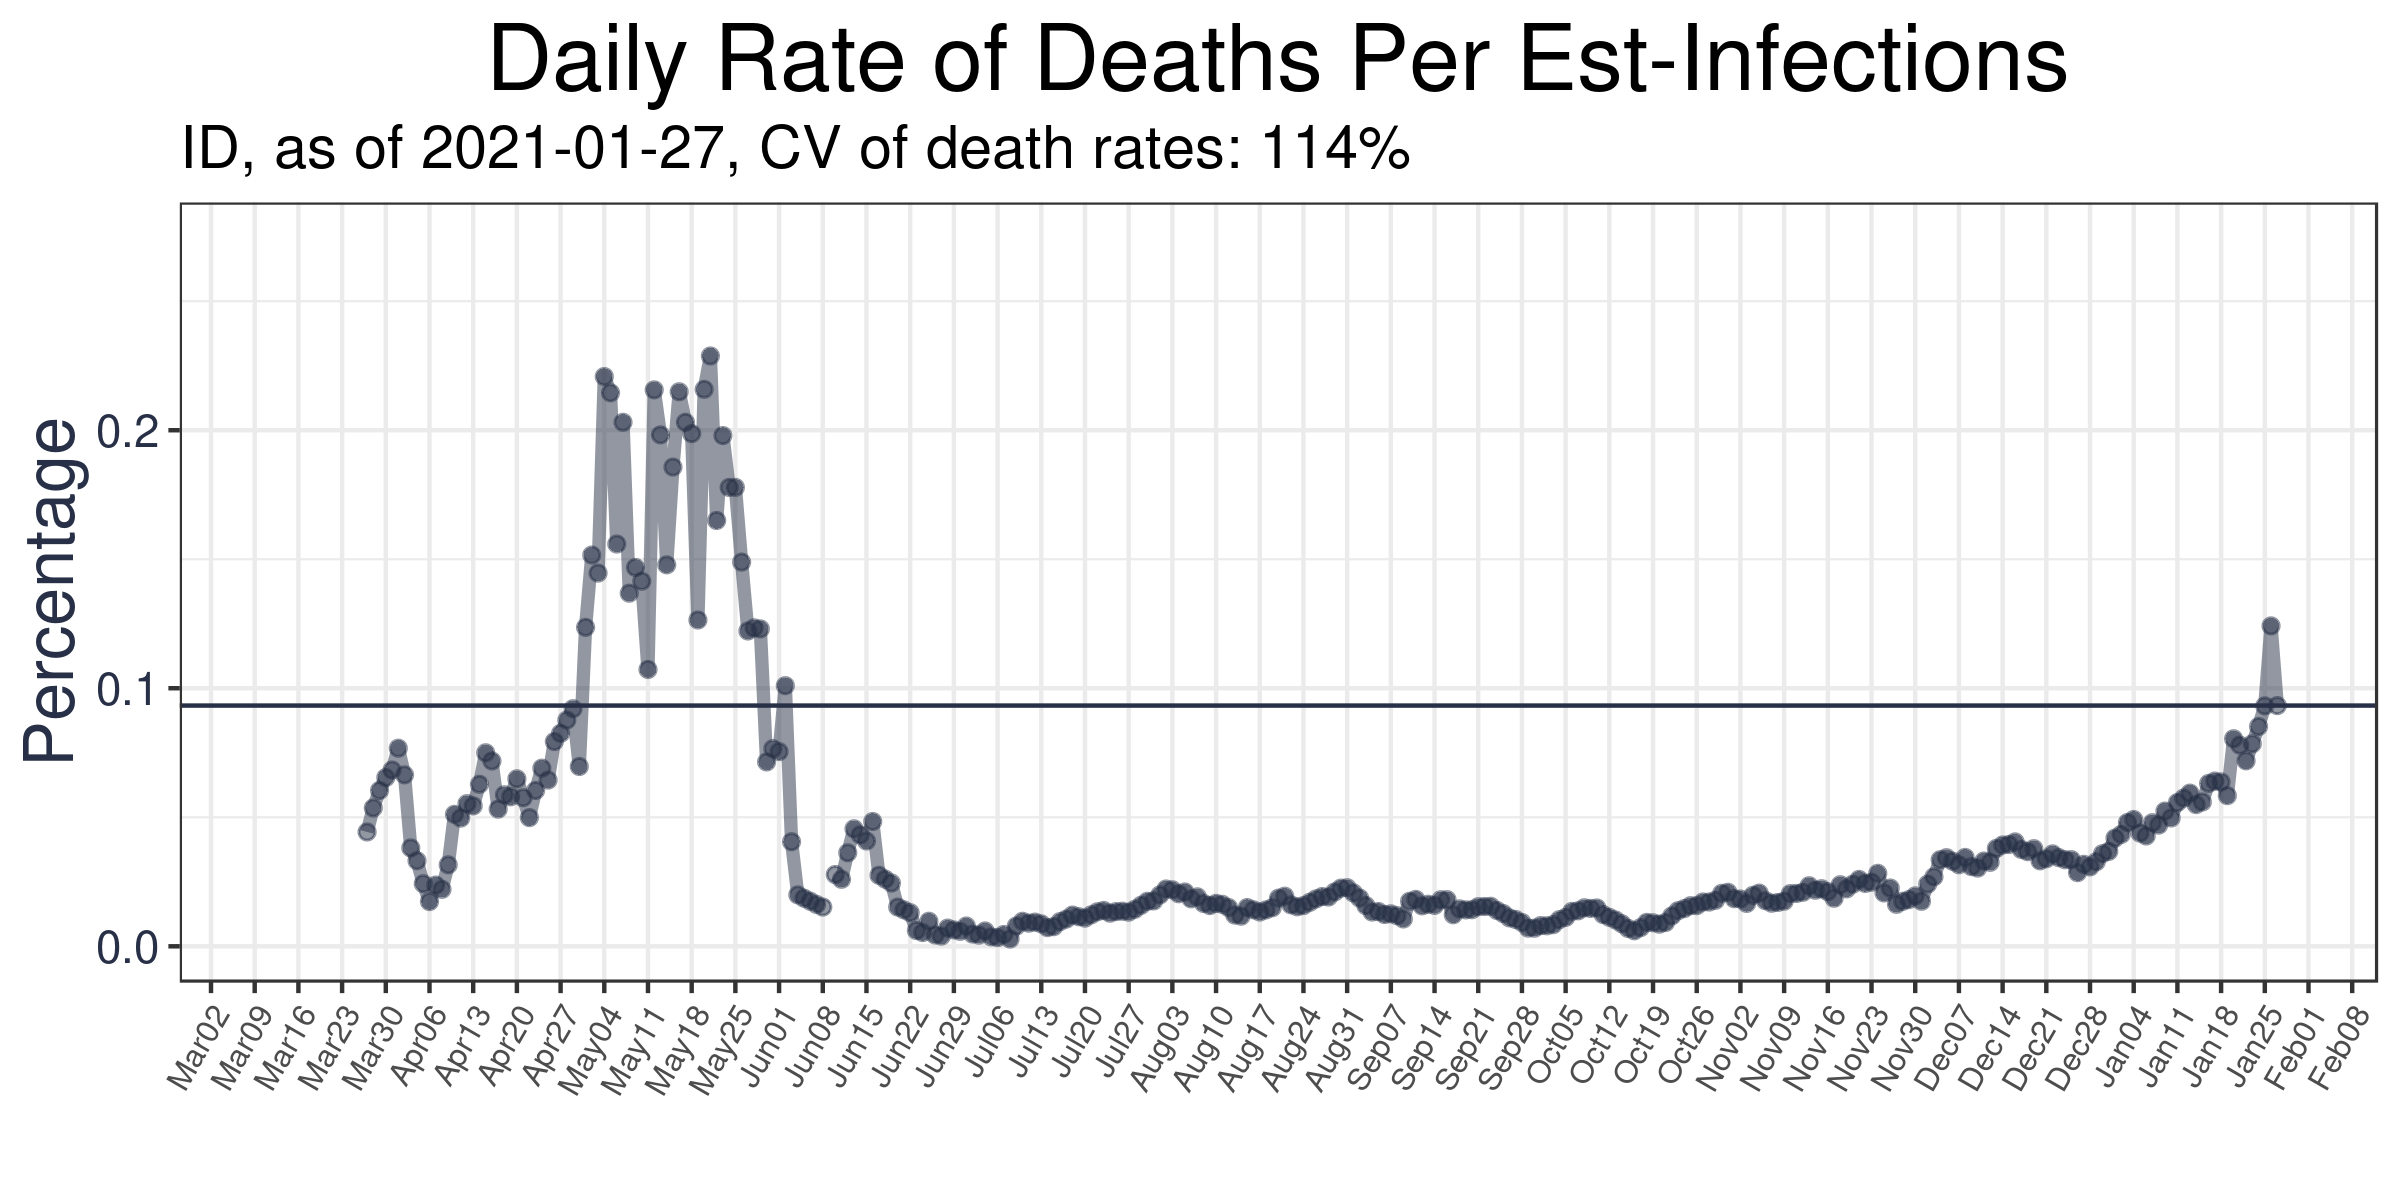 Daily Rate of Deaths Per Est-Infections
ID, as of 2021-01-27, CV of death rates: 114%
Percentage
0.2
0.1
0.0
Mar02
Mar09
Mar16
Mar23
Mar30
Apr06
Apr13
Apr20
Apr27
May04
May11
May18
May25
Jun01
Jun08
Jun15
Jun22
Jun29
Jul06
Jul13
Jul20
Jul27
Aug03
Aug10
Aug17
Aug24
Aug31
Sep07
Sep14
Sep21
Sep28
Oct05
Oct12
Oct19
Oct26
Nov02
Nov09
Nov16
Nov23
Nov30
Dec07
Dec14
Dec21
Dec28
Jan04
Jan11
Jan18
Jan25
Feb01
Feb08